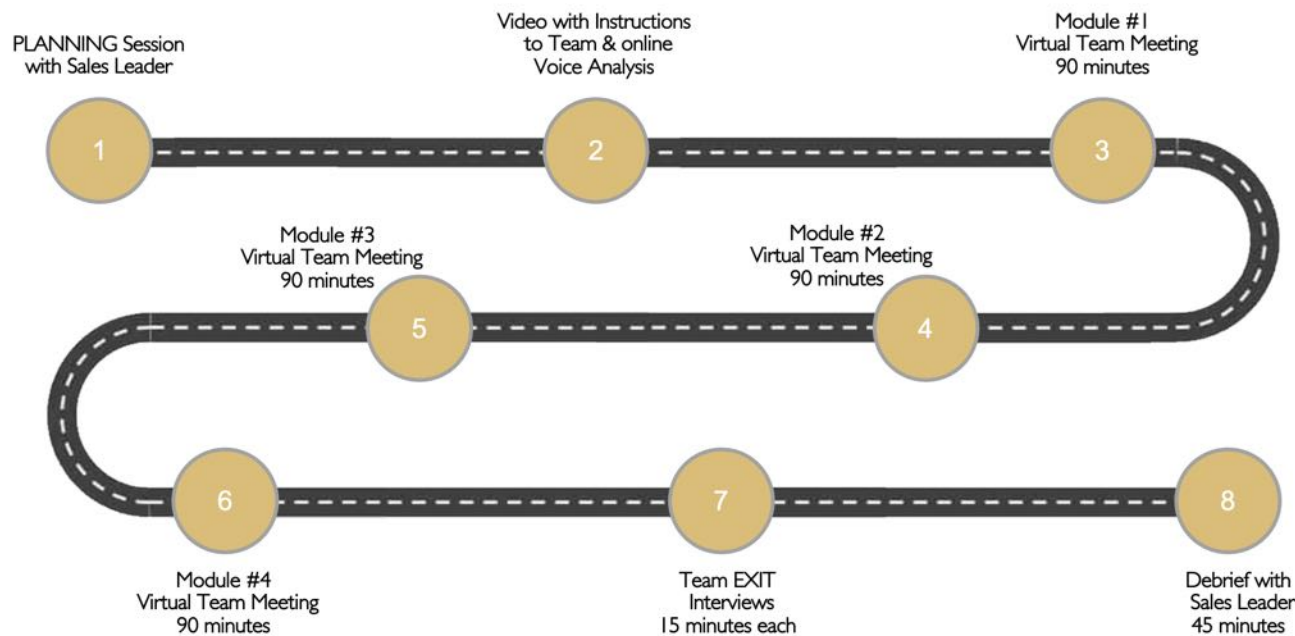 PLANNING Session
with Sales Leader
1
Video with Instructions
to Team & online
Voice Analysis
2
Module #1
Virtual Team Meeting
90 minutes
3
Module #2
Virtual Team Meeting
90 minutes
4
Module #3
Virtual Team Meeting
90 minutes
5
6
Module #4
Virtual Team Meeting
90 minutes
7
Team EXIT
Interviews
15 minutes each
8
Debrief with
Sales Leader
45 minutes